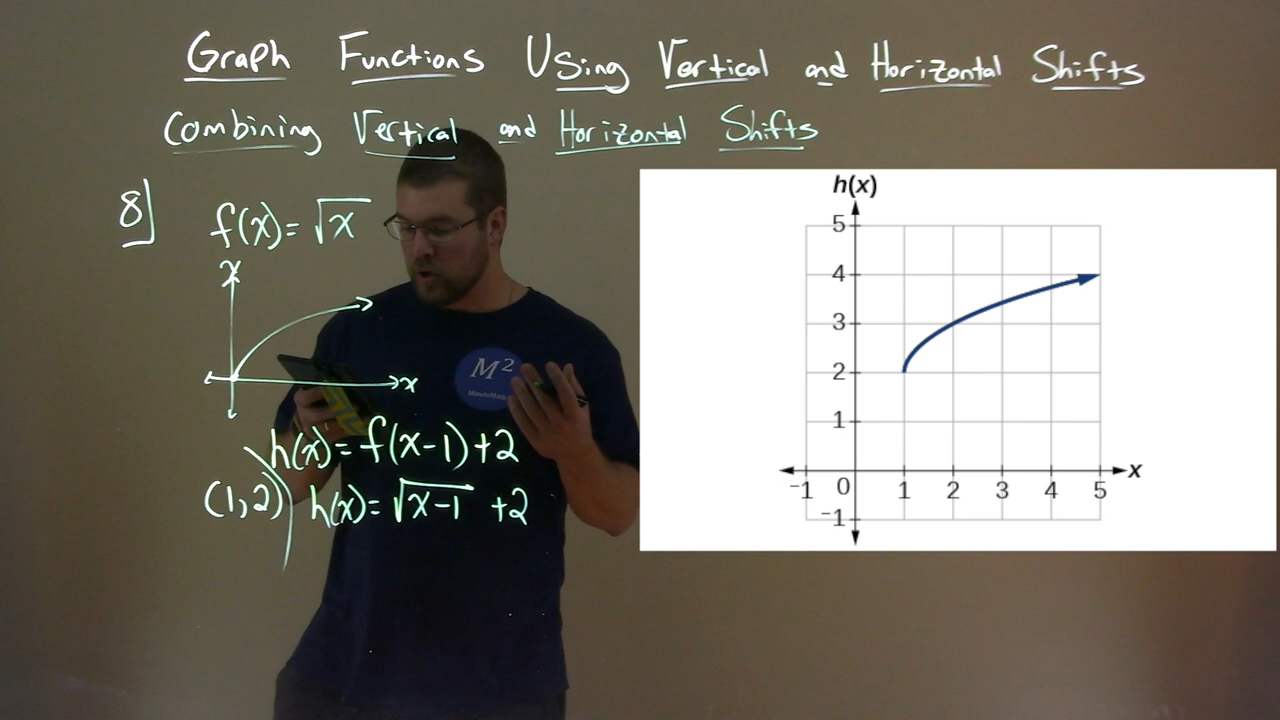 Graph Functions Using Vertical and Horizontal Shifts
Combining Vertical and Horizontal Shifts
8] f(x) = √x
x
x
M²
h(x) = f(x-1) +2
(1,2) h(x) = √x-1 +2
h(x)
5
4
3
2
1
-1 0 1 2 3 4 5 x
-1